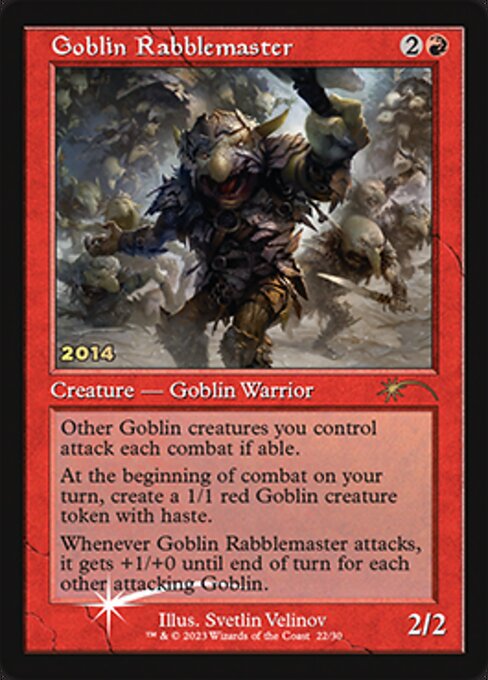 Goblin Rabblemaster 2
2014
Creature — Goblin Warrior
Other Goblin creatures you control
attack each combat if able.
At the beginning of combat on your
turn, create a 1/1 red Goblin creature
token with haste.
Whenever Goblin Rabblemaster attacks,
it gets +1/+0 until end of turn for each
other attacking Goblin.
Illus. Svetlin Velinov
™ & © 2023 Wizards of the Coast 22/30
2/2